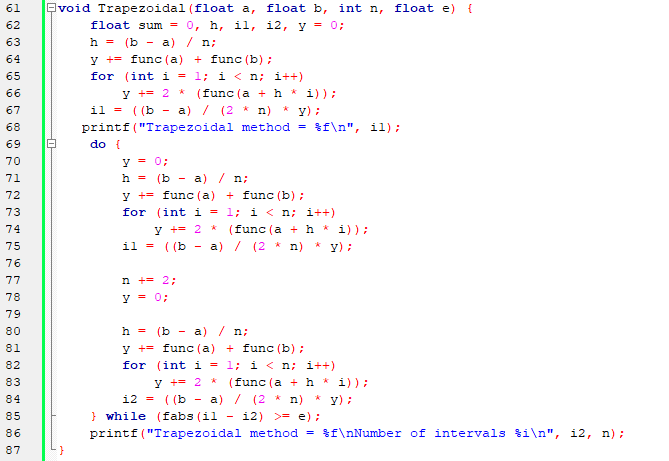 61 void Trapezoidal(float a, float b, int n, float e) {
62 float sum = 0, h, i1, i2, y = 0;
63 h = (b - a) / n;
64 y += func(a) + func(b);
65 for (int i = 1; i < n; i++)
66 y += 2 * (func(a + h * i));
67 i1 = ((b - a) / (2 * n) * y);
68 printf("Trapezoidal method = %f\n", i1);
69 do {
70 y = 0;
71 h = (b - a) / n;
72 y += func(a) + func(b);
73 for (int i = 1; i < n; i++)
74 y += 2 * (func(a + h * i));
75 i1 = ((b - a) / (2 * n) * y);
76
77 n += 2;
78 y = 0;
79
80 h = (b - a) / n;
81 y += func(a) + func(b);
82 for (int i = 1; i < n; i++)
83 y += 2 * (func(a + h * i));
84 i2 = ((b - a) / (2 * n) * y);
85 } while (fabs(i1 - i2) >= e);
86 printf("Trapezoidal method = %f\nNumber of intervals %i\n", i2, n);
87 }